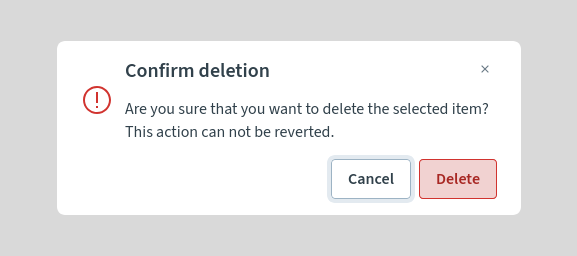 Confirm deletion
Are you sure that you want to delete the selected item?
This action can not be reverted.
Cancel
Delete